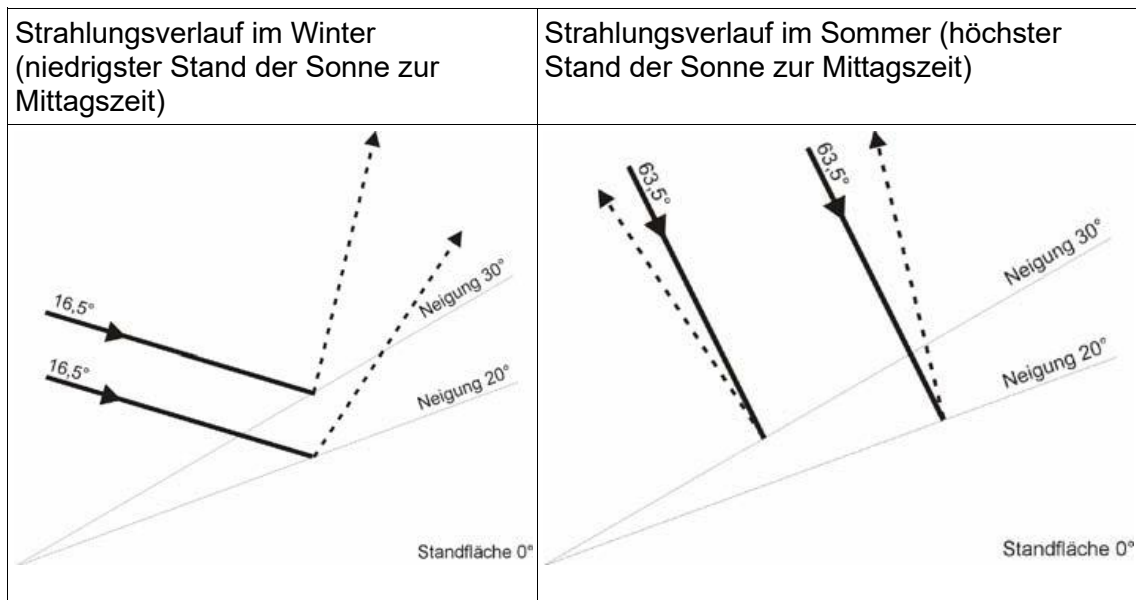 Strahlungsverlauf im Winter
(niedrigster Stand der Sonne zur
Mittagszeit)
Strahlungsverlauf im Sommer (höchster
Stand der Sonne zur Mittagszeit)
16,5°
16,5°
Neigung 30°
Neigung 20°
Standfläche 0°
63,5°
63,5°
Neigung 30°
Neigung 20°
Standfläche 0°